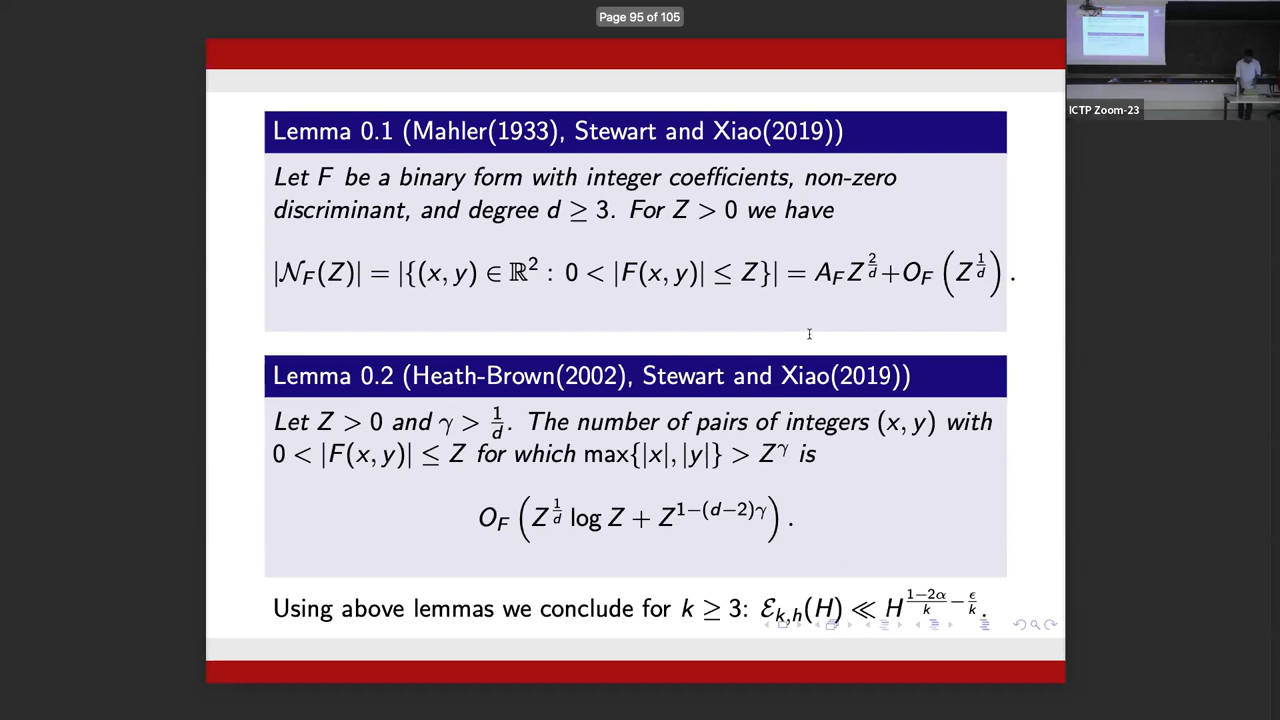 Page 95 of 105
ICTP Zoom-23
Lemma 0.1 (Mahler(1933), Stewart and Xiao(2019))
Let F be a binary form with integer coefficients, non-zero
discriminant, and degree d ≥ 3. For Z > 0 we have
|𝒩_F(Z)| = |{(x, y) ∈ ℝ² : 0 < |F(x, y)| ≤ Z}| = A_F Z^{2/d} + O_F (Z^{1/d}).
Lemma 0.2 (Heath-Brown(2002), Stewart and Xiao(2019))
Let Z > 0 and γ > 1/d. The number of pairs of integers (x, y) with
0 < |F(x, y)| ≤ Z for which max{|x|, |y|} > Z^γ is
O_F (Z^{1/d} log Z + Z^{1−(d−2)γ}).
Using above lemmas we conclude for k ≥ 3: ℰ_{k,h}(H) ≪ H^{(1−2α)/k − ε/k}.